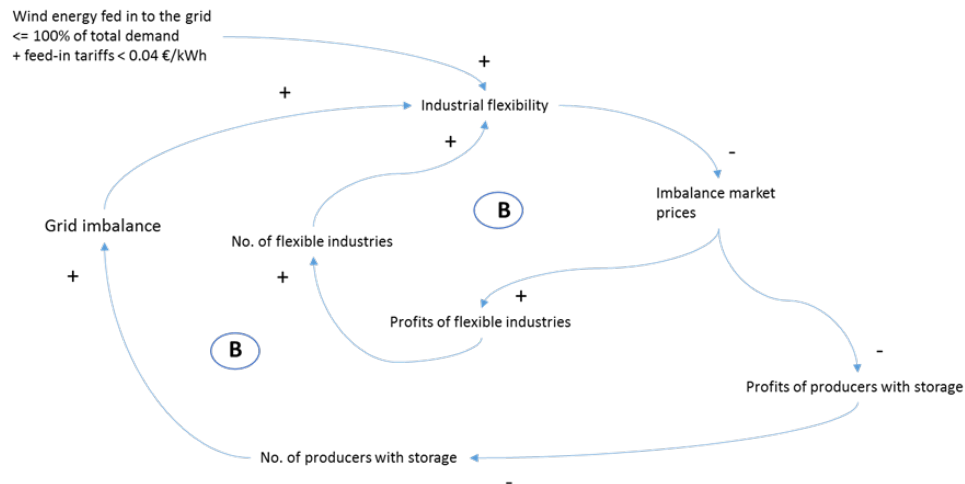 Wind energy fed in to the grid
<= 100% of total demand
+ feed-in tariffs < 0.04 €/kWh
+
+
Industrial flexibility
+
-
Imbalance market
prices
B
Grid imbalance
No. of flexible industries
+
+
+
Profits of flexible industries
B
-
Profits of producers with storage
No. of producers with storage
-